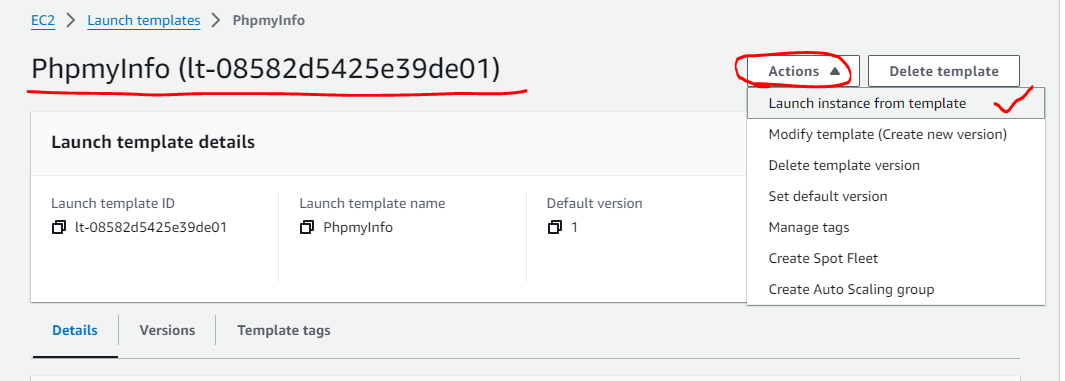 EC2 > Launch templates > PhpmyInfo
PhpmyInfo (lt-08582d5425e39de01)
Actions
Delete template
Launch instance from template
Modify template (Create new version)
Delete template version
Set default version
Manage tags
Create Spot Fleet
Create Auto Scaling group
Launch template details
Launch template ID
lt-08582d5425e39de01
Launch template name
PhpmyInfo
Default version
1
Details
Versions
Template tags